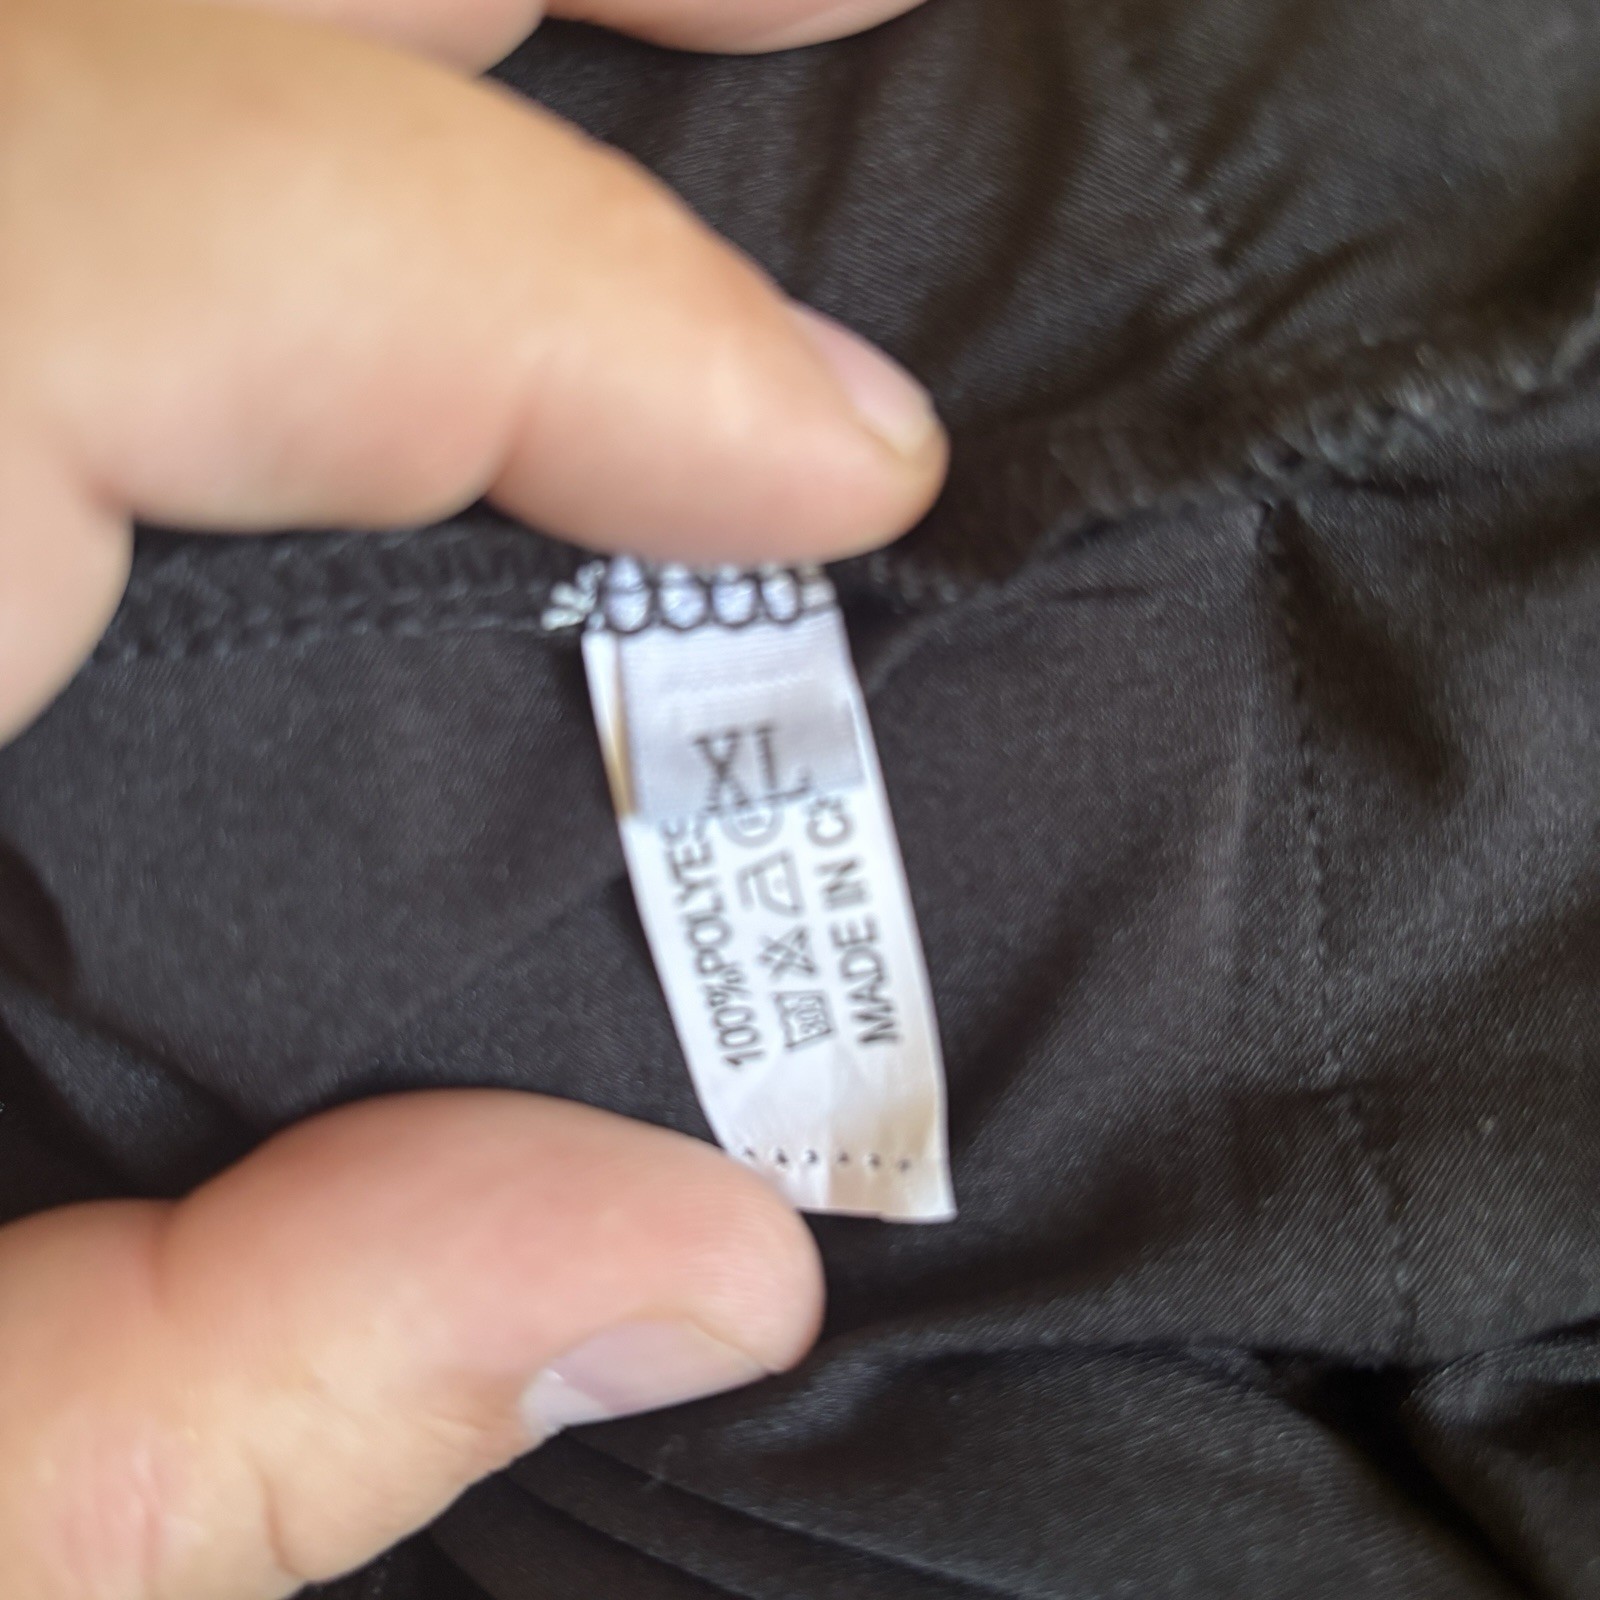 XL
100%POLYES
MADE IN C